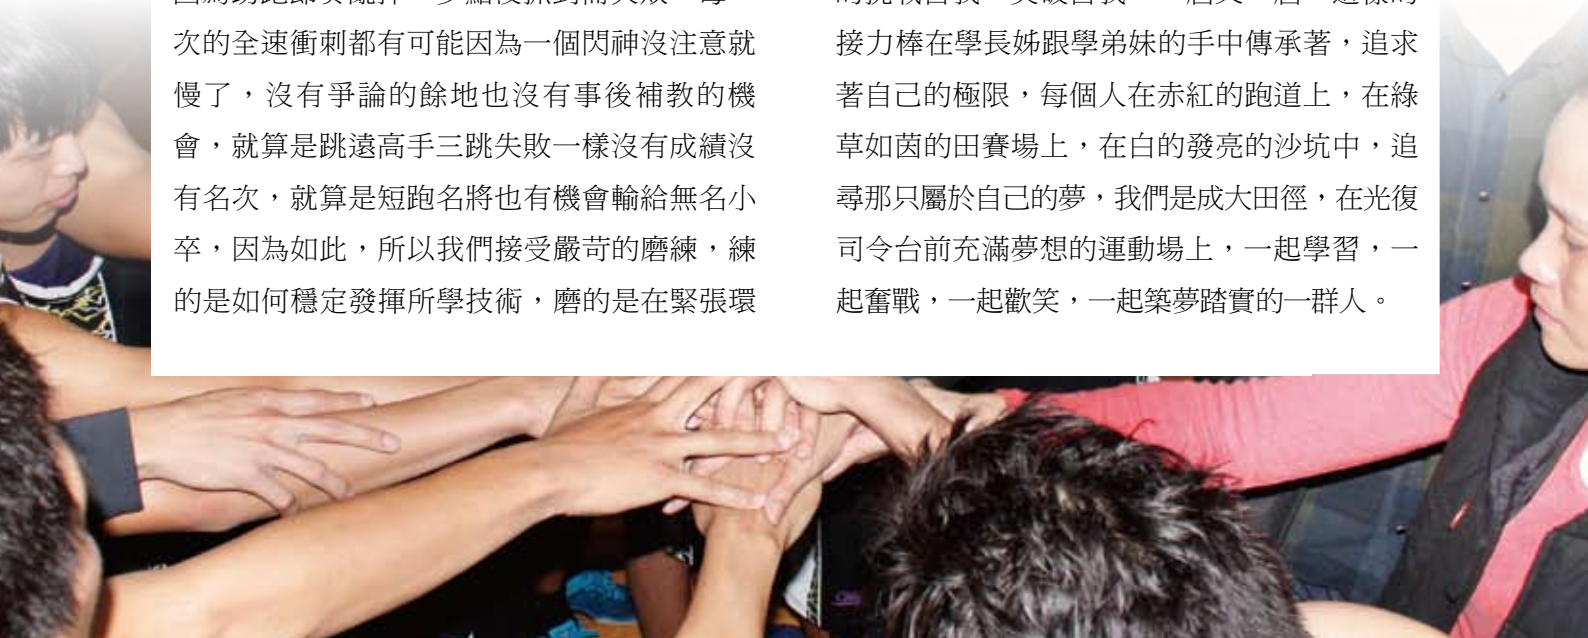 次的全速衝刺都有可能因為一個閃神沒注意就
慢了，沒有爭論的餘地也沒有事後補教的機
會，就算是跳遠高手三跳失敗一樣沒有成績沒
有名次，就算是短跑名將也有機會輸給無名小
卒，因為如此，所以我們接受嚴苛的磨練，練
的是如何穩定發揮所學技術，磨的是在緊張環
接力棒在學長姊跟學弟妹的手中傳承著，追求
著自己的極限，每個人在赤紅的跑道上，在綠
草如茵的田賽場上，在白的發亮的沙坑中，追
尋那只屬於自己的夢，我們是成大田徑，在光復
司令台前充滿夢想的運動場上，一起學習，一
起奮戰，一起歡笑，一起築夢踏實的一群人。